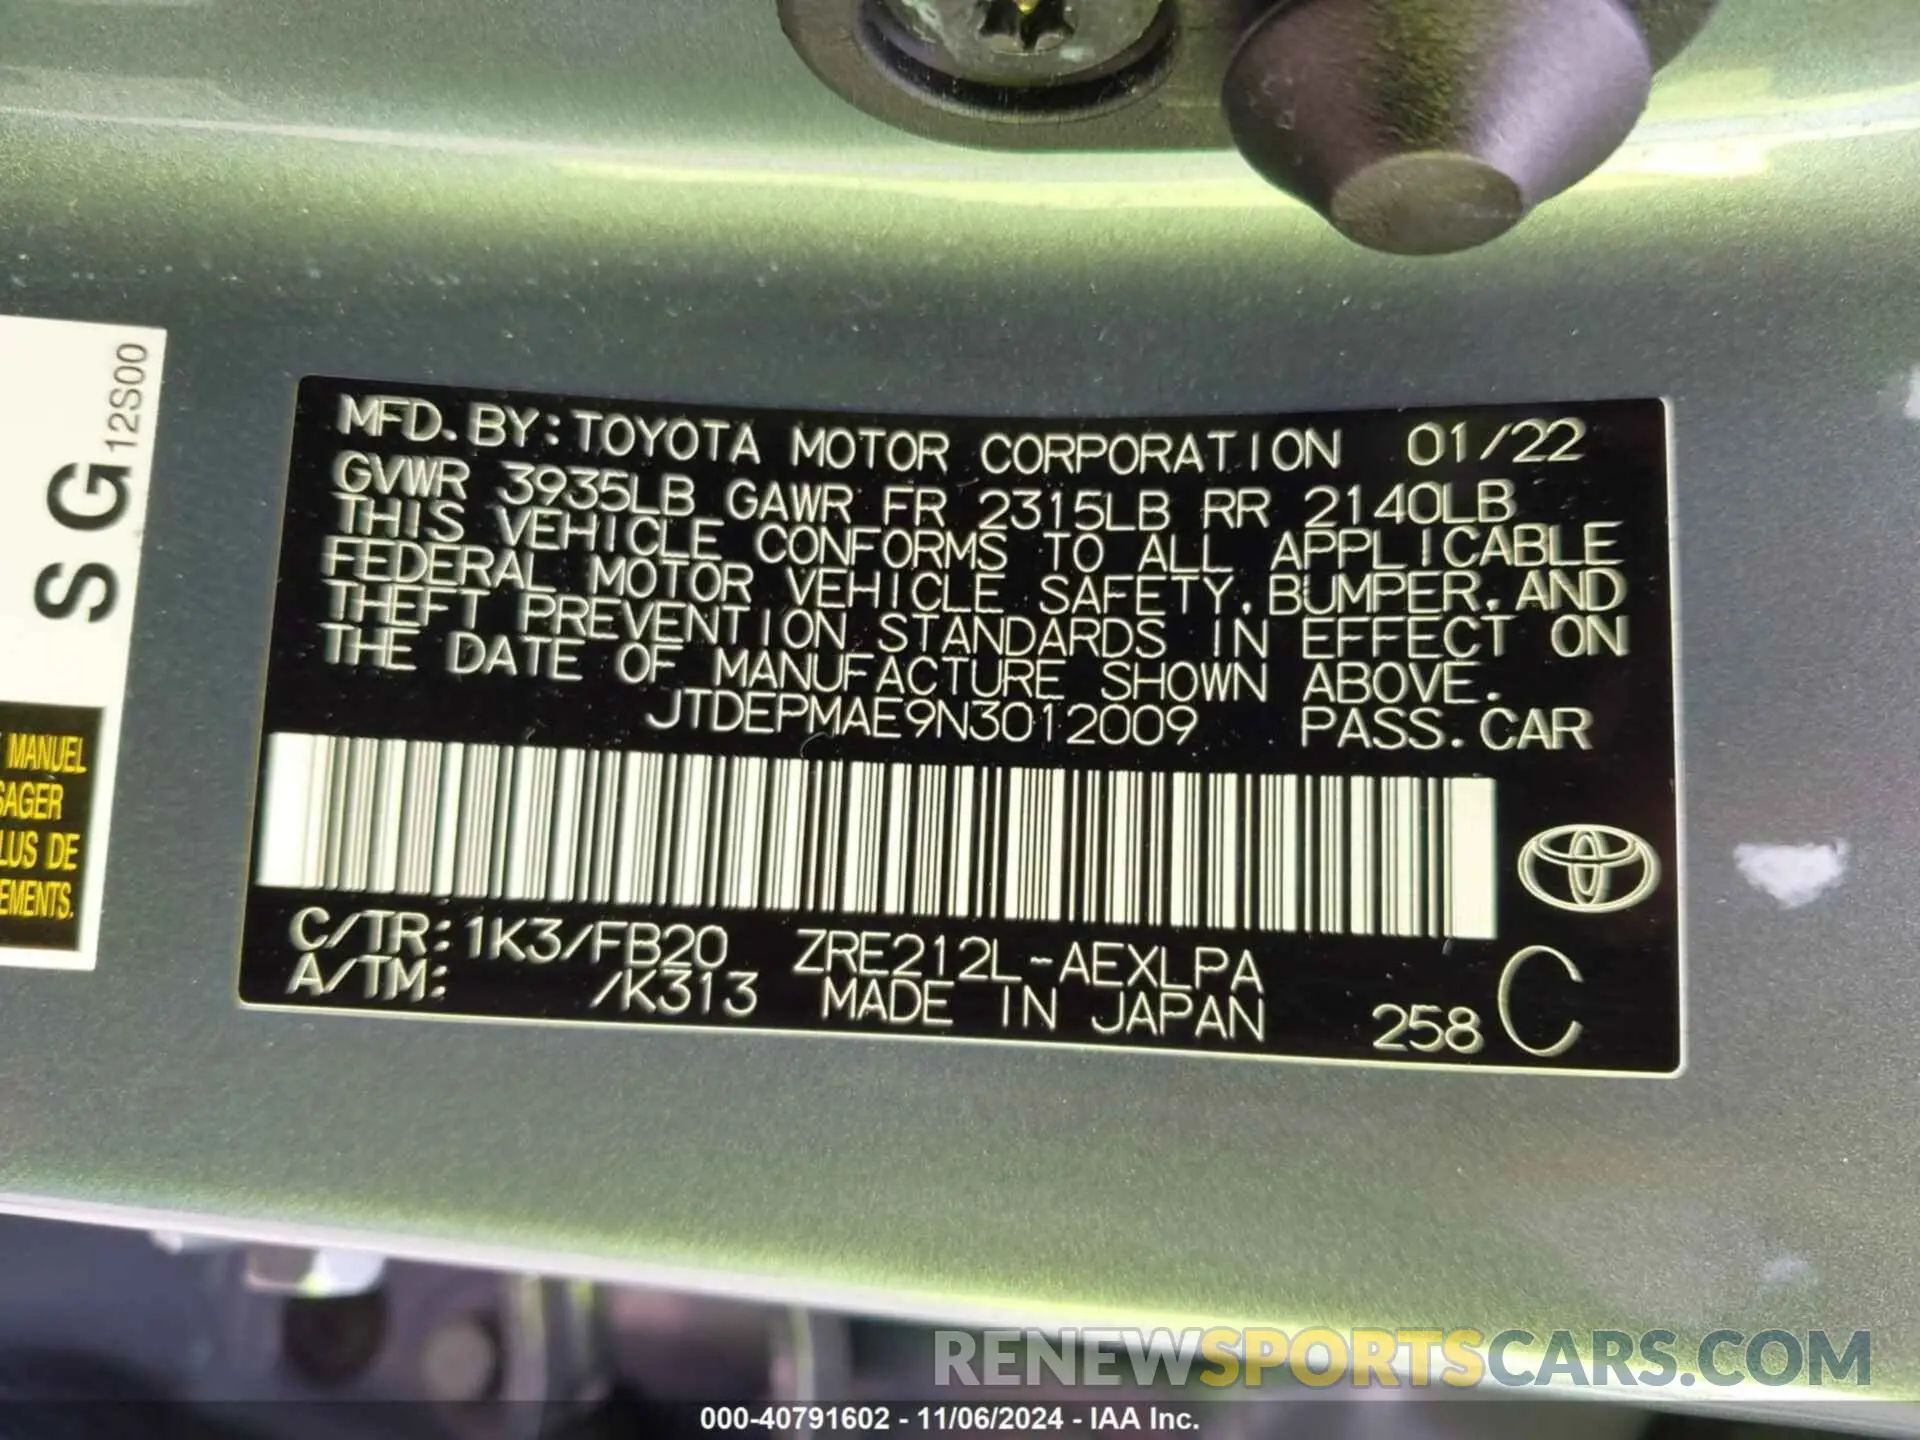 12S00
SG
MANUEL
SAGER
LUS DE
EMENTS.
MFD. BY: TOYOTA MOTOR CORPORATION 01/22
GVWR 3935LB GAWR FR 2315LB RR 2140LB
THIS VEHICLE CONFORMS TO ALL APPLICABLE
FEDERAL MOTOR VEHICLE SAFETY, BUMPER, AND
THEFT PREVENTION STANDARDS IN EFFECT ON
THE DATE OF MANUFACTURE SHOWN ABOVE.
JTDEPMAE9N3012009 PASS. CAR
C/TR: 1K3/FB20 ZRE212L-AEXLPA
A/TM: /K313 MADE IN JAPAN 258 C
RENEWSPORTSCARS.COM
000-40791602 - 11/06/2024 - IAA Inc.